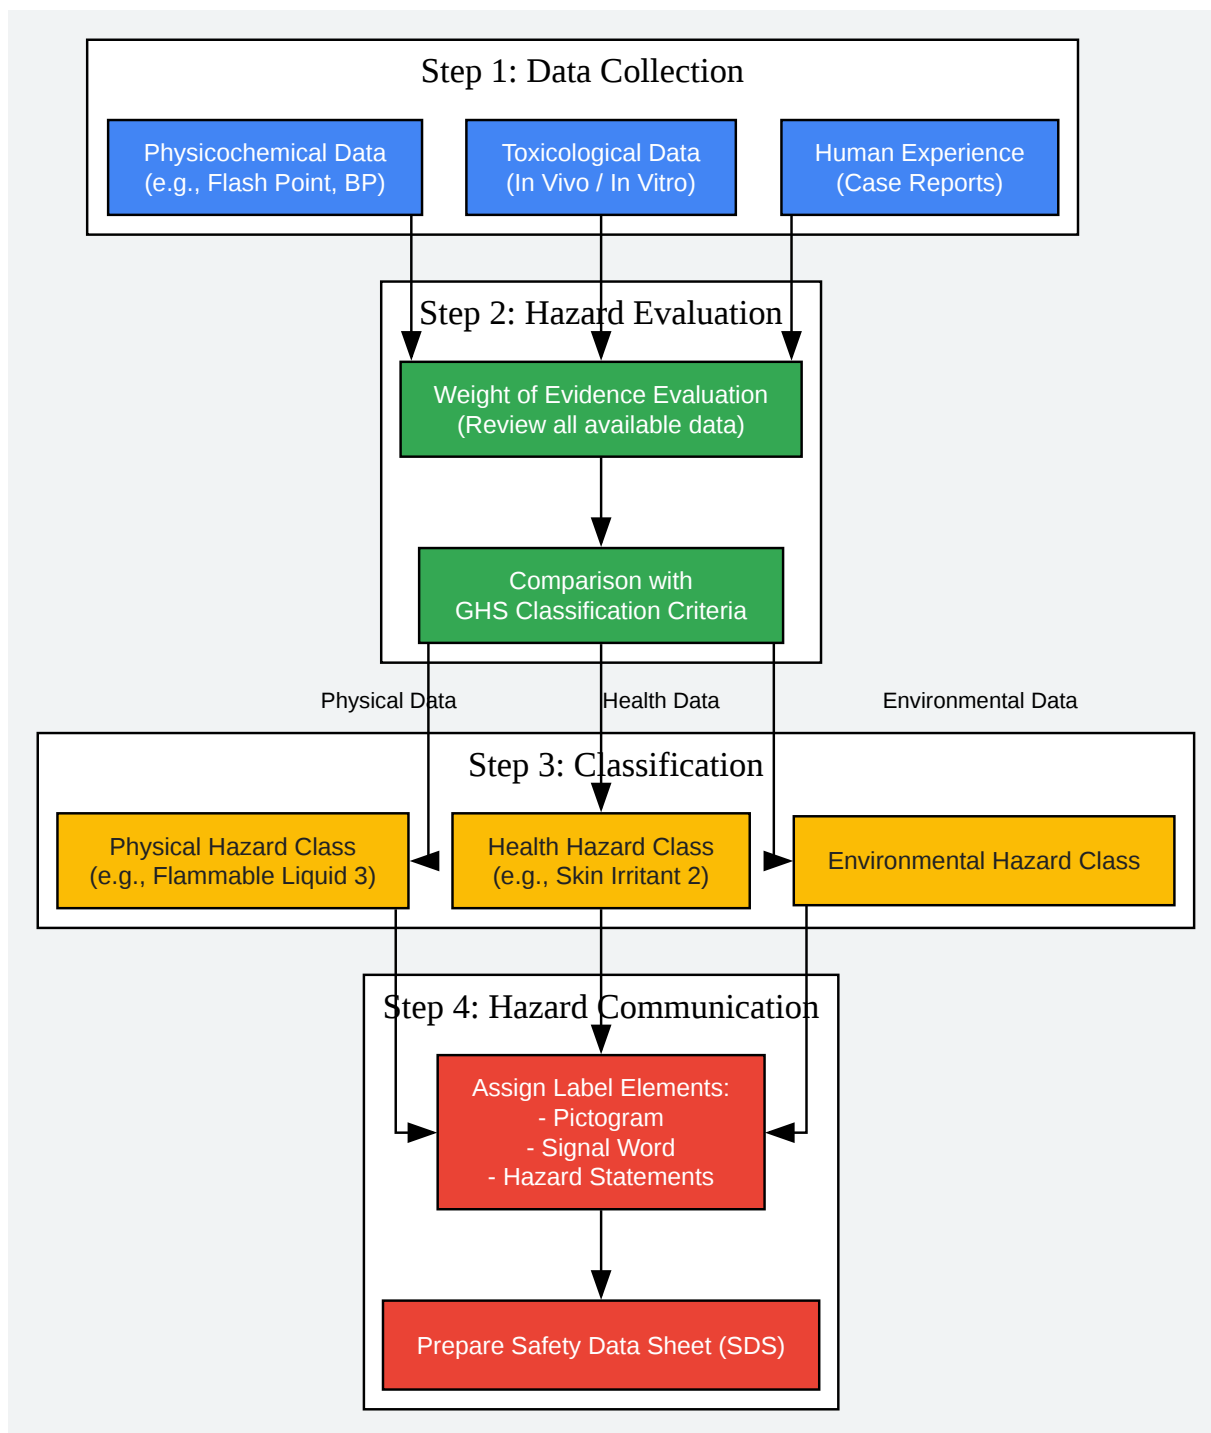 Step 1: Data Collection
Physicochemical Data
(e.g., Flash Point, BP)
Toxicological Data
(In Vivo / In Vitro)
Human Experience
(Case Reports)
Step 2: Hazard Evaluation
Weight of Evidence Evaluation
(Review all available data)
Comparison with
GHS Classification Criteria
Physical Data
Health Data
Environmental Data
Step 3: Classification
Physical Hazard Class
(e.g., Flammable Liquid 3)
Health Hazard Class
(e.g., Skin Irritant 2)
Environmental Hazard Class
Step 4: Hazard Communication
Assign Label Elements:
- Pictogram
- Signal Word
- Hazard Statements
Prepare Safety Data Sheet (SDS)